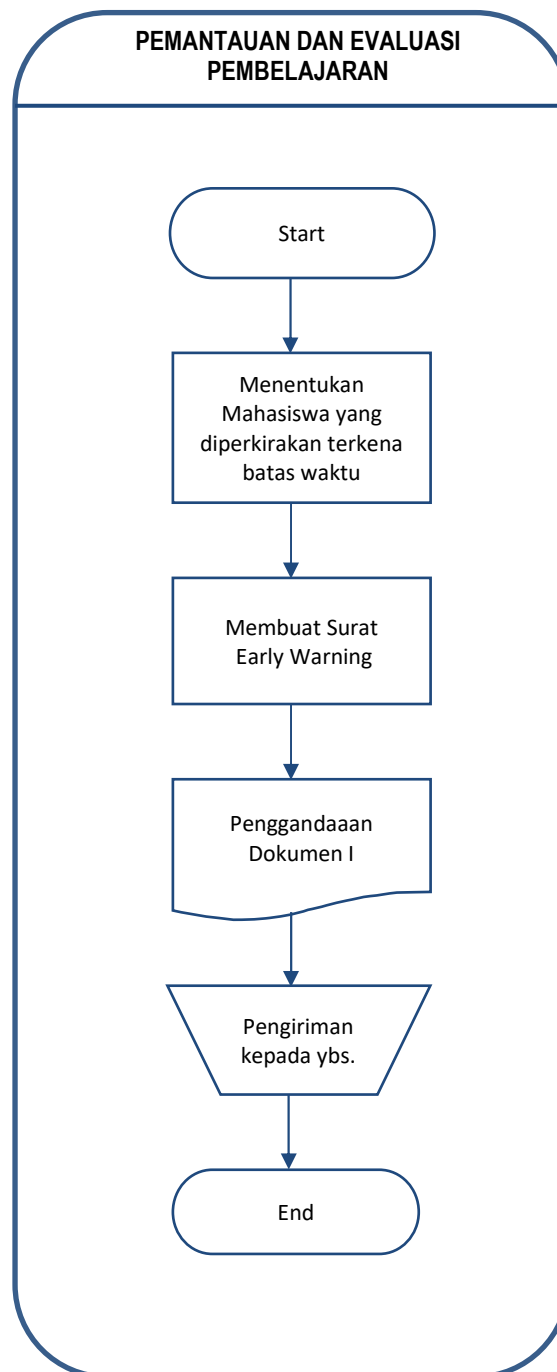 PEMANTAUAN DAN EVALUASI
PEMBELAJARAN
Start
Menentukan
Mahasiswa yang
diperkirakan terkena
batas waktu
Membuat Surat
Early Warning
Penggandaaan
Dokumen I
Pengiriman
kepada ybs.
End